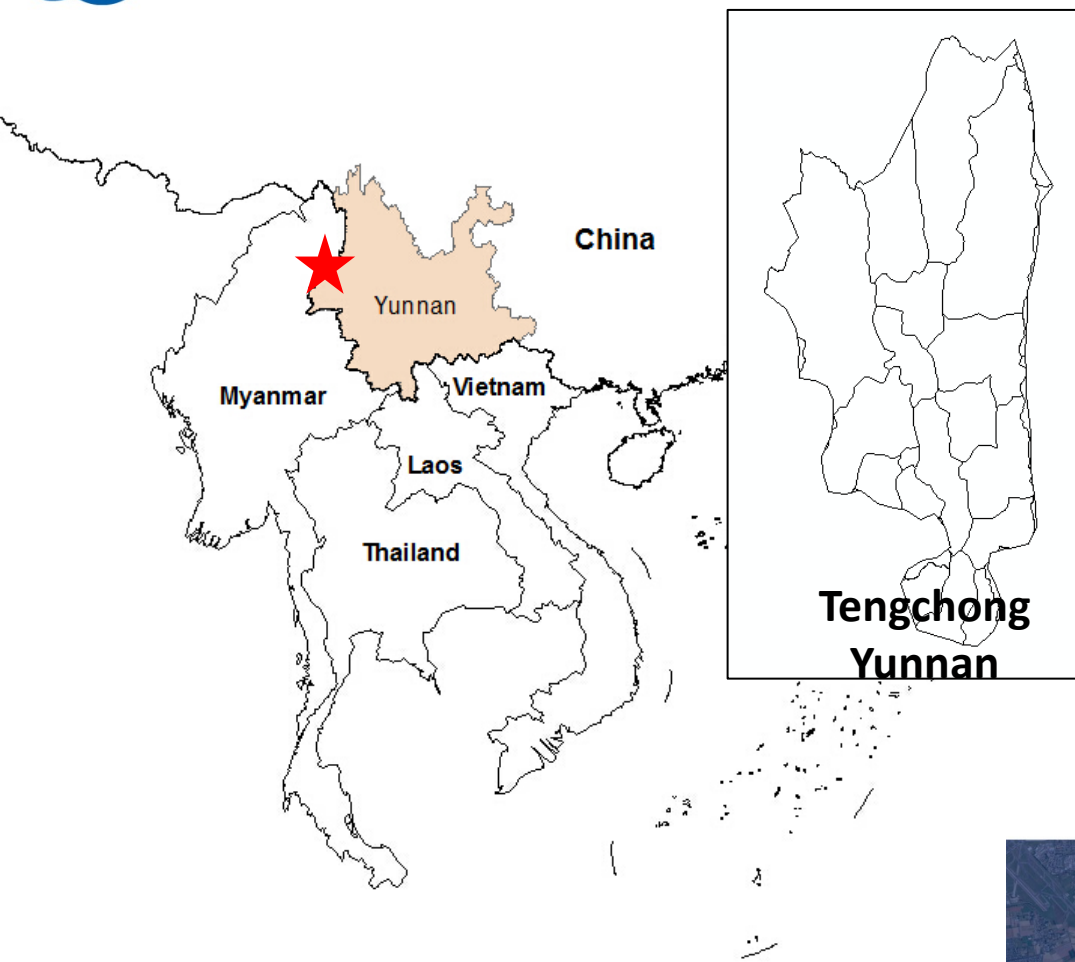 China
Yunnan
Myanmar
Vietnam
Laos
Thailand
Tengchong
Yunnan